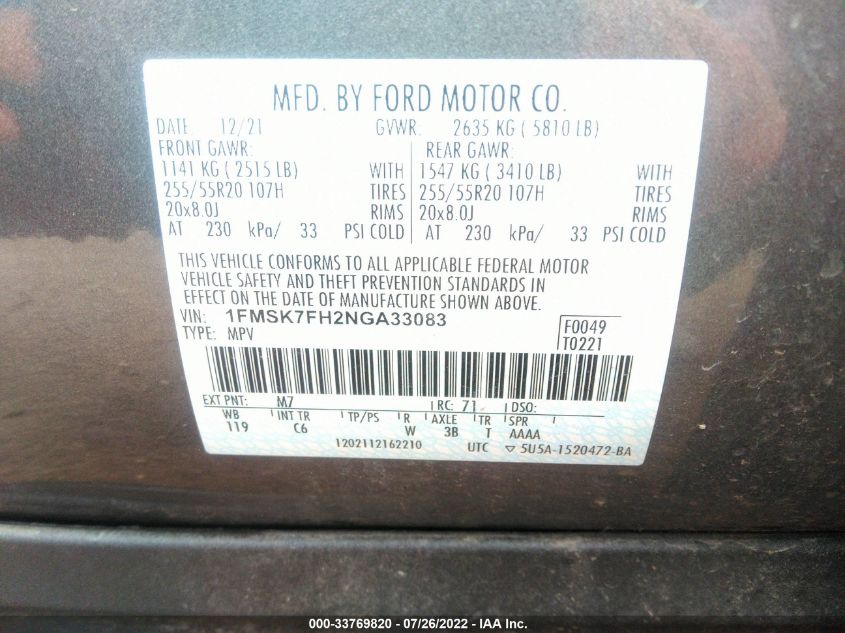 MFD. BY FORD MOTOR CO.
DATE: 12/21 GVWR: 2635 KG ( 5810 LB)
FRONT GAWR: REAR GAWR:
1141 KG ( 2515 LB) WITH 1547 KG ( 3410 LB) WITH
255/55R20 107H TIRES 255/55R20 107H TIRES
20x8.0J RIMS 20x8.0J RIMS
AT 230 kPa/ 33 PSI COLD AT 230 kPa/ 33 PSI COLD
THIS VEHICLE CONFORMS TO ALL APPLICABLE FEDERAL MOTOR
VEHICLE SAFETY AND THEFT PREVENTION STANDARDS IN
EFFECT ON THE DATE OF MANUFACTURE SHOWN ABOVE.
VIN: 1FMSK7FH2NGA33083 F0049
TYPE: MPV T0221
EXT PNT: M7 RC: 71 DSO:
WB INT TR TP/PS R AXLE TR SPR
119 C6 W 3B T AAAA
1202112162210 UTC ▽ 5U5A-1520472-BA
000-33769820 - 07/26/2022 - IAA Inc.